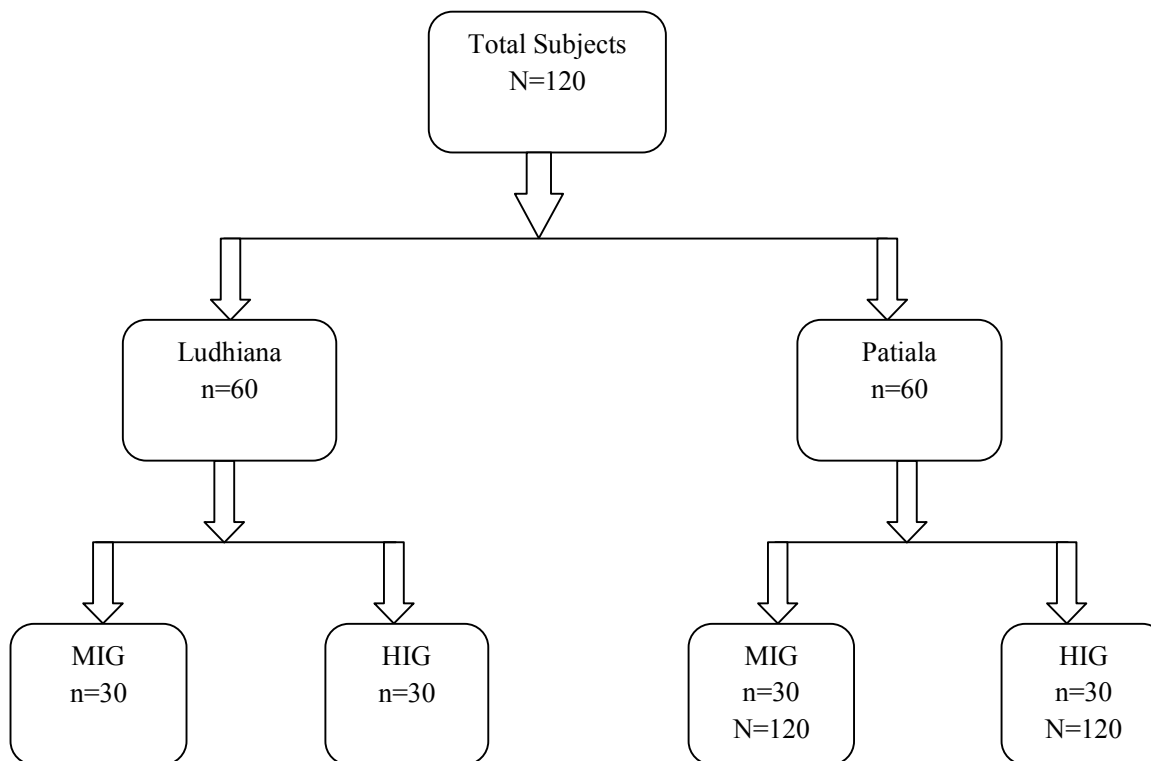 Total Subjects
N=120
Ludhiana
n=60
Patiala
n=60
MIG
n=30
HIG
n=30
MIG
n=30
N=120
HIG
n=30
N=120